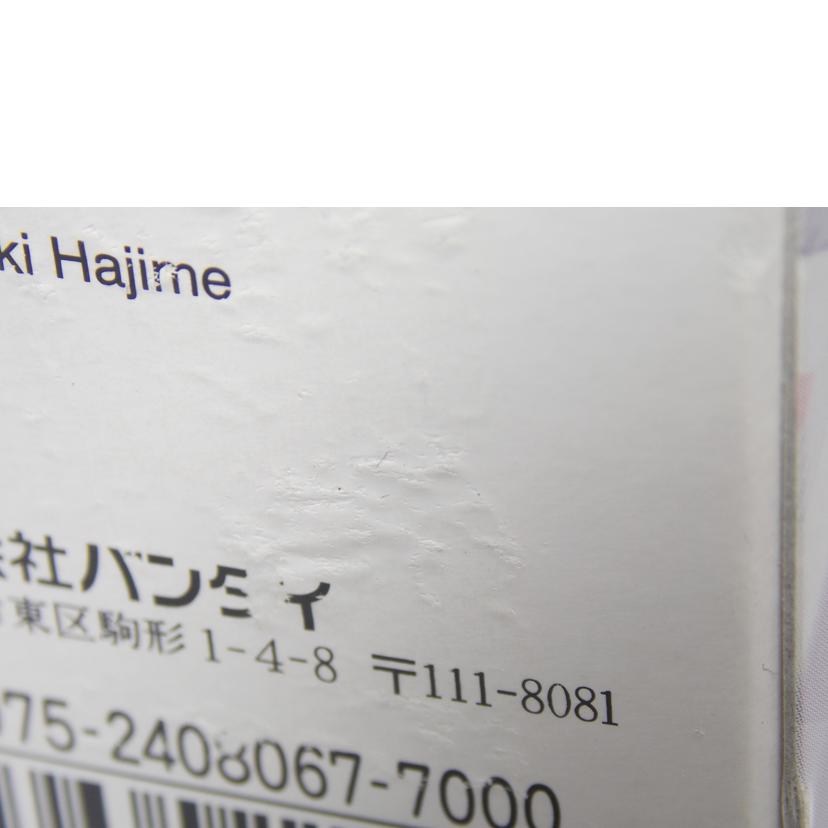 ki Hajime
社バンダイ
東区駒形 1-4-8 〒111-8081
75-2408067-7000